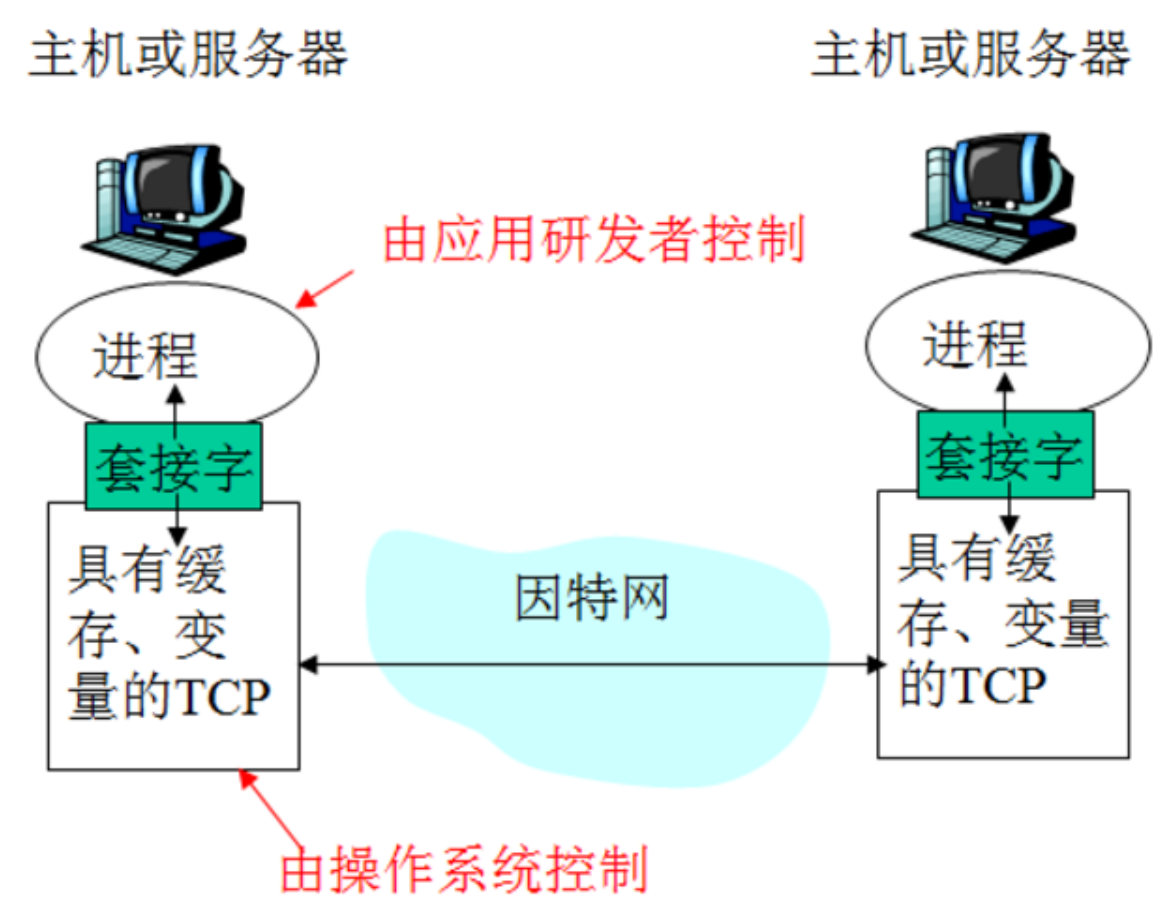 主机或服务器
主机或服务器
由应用研发者控制
进程
进程
套接字
套接字
具有缓
存、变
量的TCP
因特网
具有缓
存、变量
的TCP
由操作系统控制